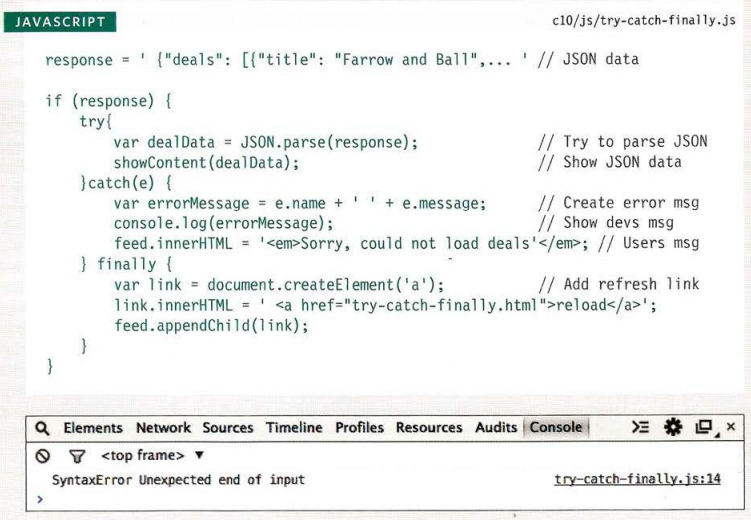 JAVASCRIPT
c10/js/try-catch-finally.js
response = ' {"deals": [{"title": "Farrow and Ball",... ' // JSON data
if (response) {
try{
var dealData = JSON.parse(response); // Try to parse JSON
showContent(dealData); // Show JSON data
}catch(e) {
var errorMessage = e.name + ' ' + e.message; // Create error msg
console.log(errorMessage); // Show devs msg
feed.innerHTML = '<em>Sorry, could not load deals'</em>; // Users msg
} finally {
var link = document.createElement('a'); // Add refresh link
link.innerHTML = ' <a href="try-catch-finally.html">reload</a>';
feed.appendChild(link);
}
}
Elements Network Sources Timeline Profiles Resources Audits Console
<top frame> ▼
SyntaxError Unexpected end of input try-catch-finally.js:14
>